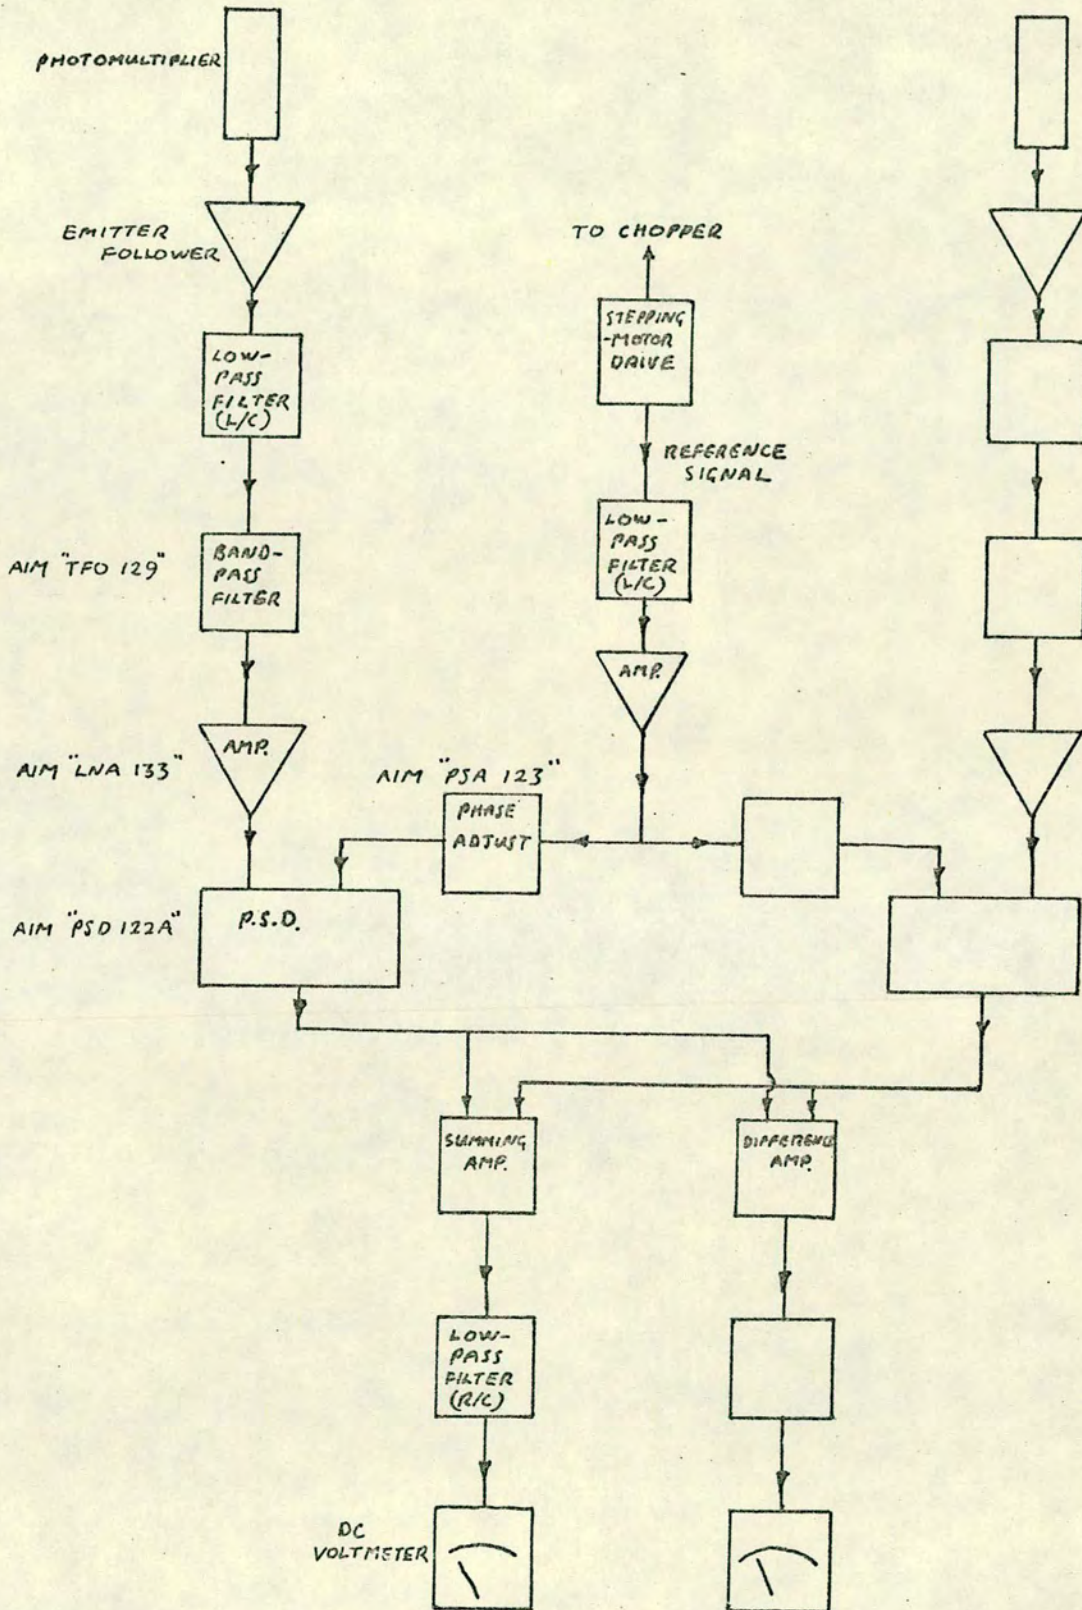 PHOTOMULTIPLIER
EMITTER
FOLLOWER
TO CHOPPER
STEPPING
-MOTOR
DRIVE
LOW-
PASS
FILTER
(L/C)
REFERENCE
SIGNAL
AIM "TFO 129"
BAND-
PASS
FILTER
LOW-
PASS
FILTER
(L/C)
AMP.
AIM "LNA 133"
AMP.
AIM "PSA 123"
PHASE
ADJUST
AIM "PSD 122A"
P.S.D.
SUMMING
AMP.
DIFFERENCE
AMP.
LOW-
PASS
FILTER
(R/C)
DC
VOLTMETER